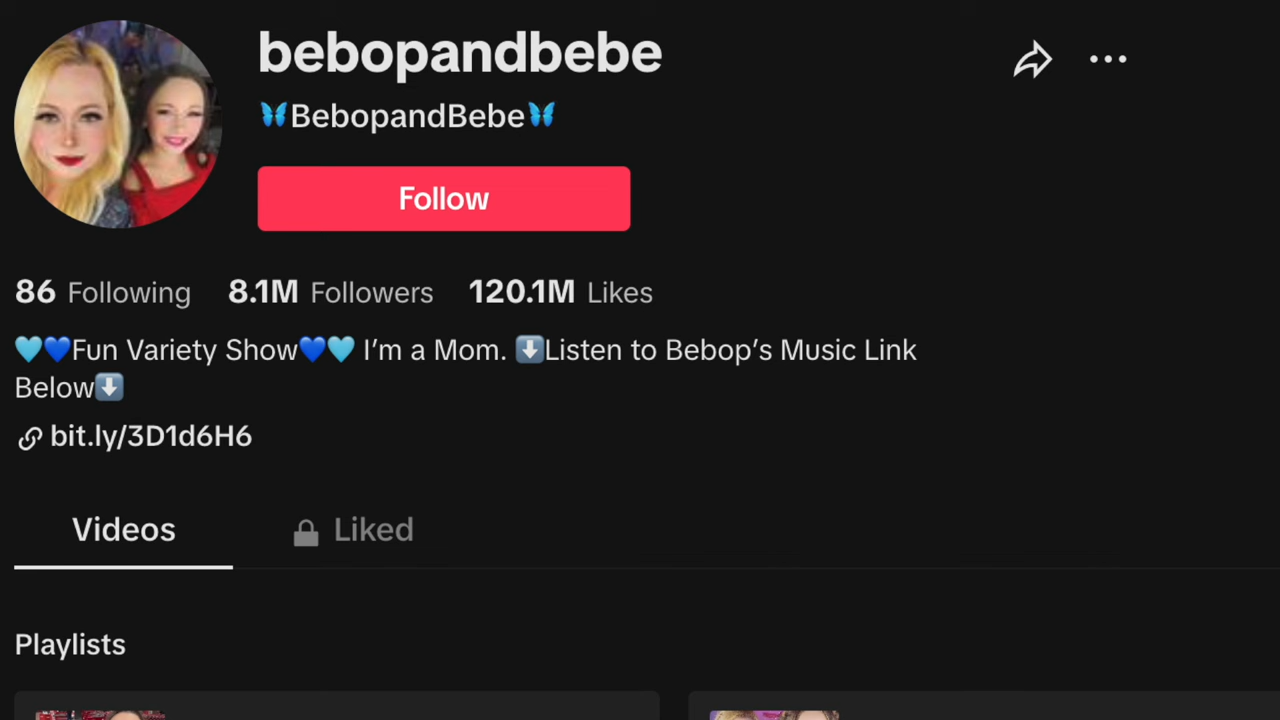 bebopandbebe
🦋BebopandBebe🦋
Follow
86 Following 8.1M Followers 120.1M Likes
🩵💙Fun Variety Show💙🩵 I’m a Mom. ⬇️Listen to Bebop’s Music Link
Below⬇️
bit.ly/3D1d6H6
Videos Liked
Playlists